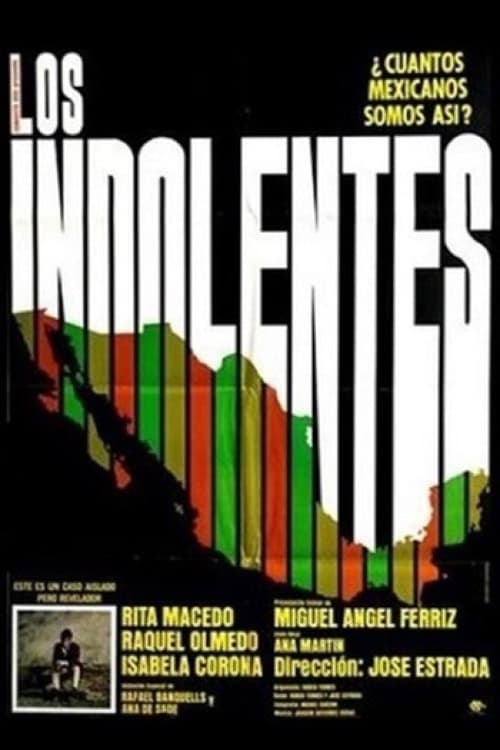 LOS
INDOLENTES
¿CUANTOS
MEXICANOS
SOMOS ASI?
ESTE ES UN CASO AISLADO
PERO REVELADOR
RITA MACEDO
RAQUEL OLMEDO
ISABELA CORONA
RAFAEL BANQUELLS Y
ANA DE SADE
MIGUEL ANGEL FERRIZ
ANA MARTIN
Dirección: JOSE ESTRADA